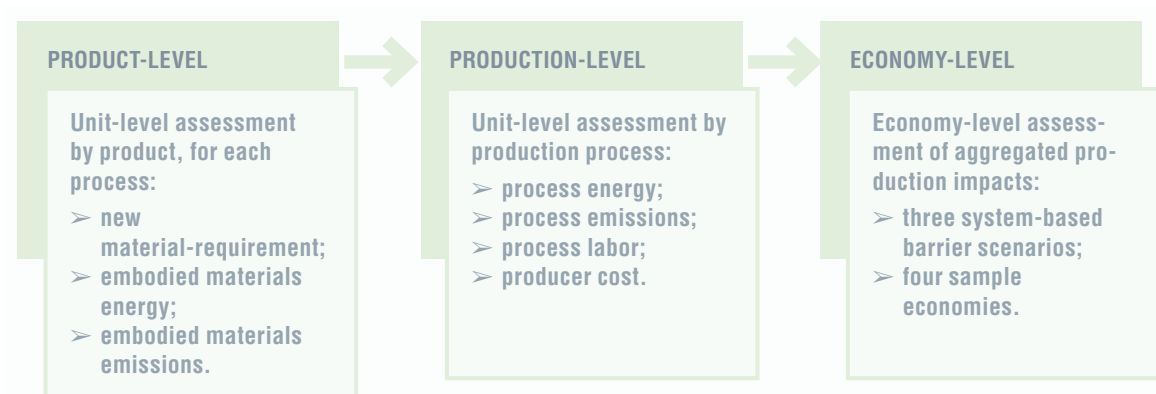 PRODUCT-LEVEL
Unit-level assessment
by product, for each
process:
➢ new
material-requirement;
➢ embodied materials
energy;
➢ embodied materials
emissions.
PRODUCTION-LEVEL
Unit-level assessment by
production process:
➢ process energy;
➢ process emissions;
➢ process labor;
➢ producer cost.
ECONOMY-LEVEL
Economy-level assess-
ment of aggregated pro-
duction impacts:
➢ three system-based
barrier scenarios;
➢ four sample
economies.